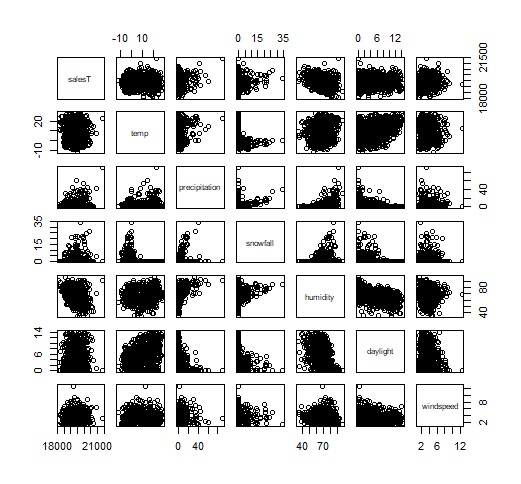 -10 10
0 15 35
0 6 12
salesT
18000 21500
-10 20
temp
precipitation
0 40
0 15 35
snowfall
humidity
40 80
0 6 14
daylight
windspeed
2 8
18000 21000
0 40
40 70
2 6 12